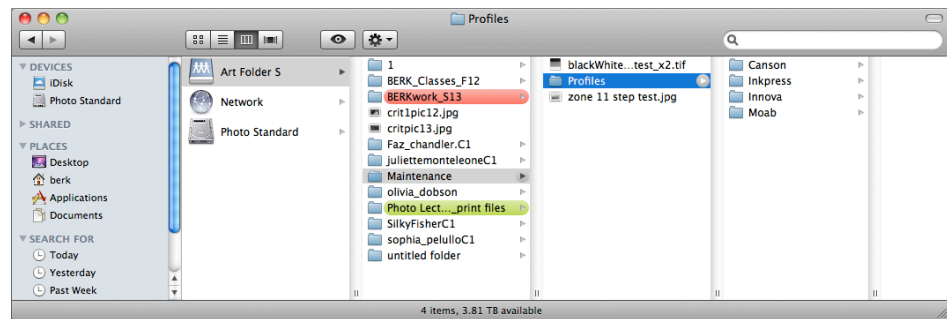 Profiles
DEVICES
iDisk
Photo Standard
SHARED
PLACES
Desktop
berk
Applications
Documents
SEARCH FOR
Today
Yesterday
Past Week
Art Folder S
Network
Photo Standard
1
BERK_Classes_F12
BERKwork_S13
crit1pic12.jpg
critpic13.jpg
Faz_chandler.C1
juliettemonteleoneC1
Maintenance
olivia_dobson
Photo Lect..._print files
SilkyFisherC1
sophia_pelulloC1
untitled folder
blackWhite...test_x2.tif
Profiles
zone 11 step test.jpg
Canson
Inkpress
Innova
Moab
4 items, 3.81 TB available